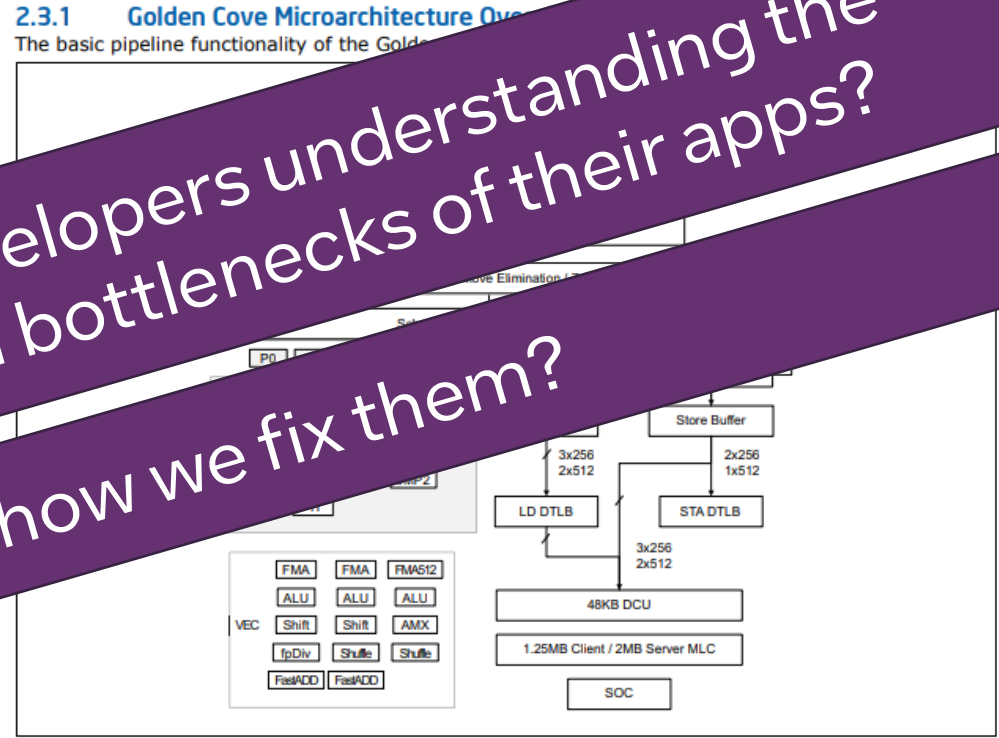 2.3.1 Golden Cove Microarchitecture
The basic pipeline functionality of the
understanding the
bottlenecks of their apps?
Elimination /
P0
how we fix them?
Store Buffer
3x256
2x512
2x256
1x512
LD DTLB
STA DTLB
3x256
2x512
FMA FMA FMA512
ALU ALU ALU
VEC Shift Shift AMX
fpDiv Shuffle Shuffle
FastADD FastADD
48KB DCU
1.25MB Client / 2MB Server MLC
SOC